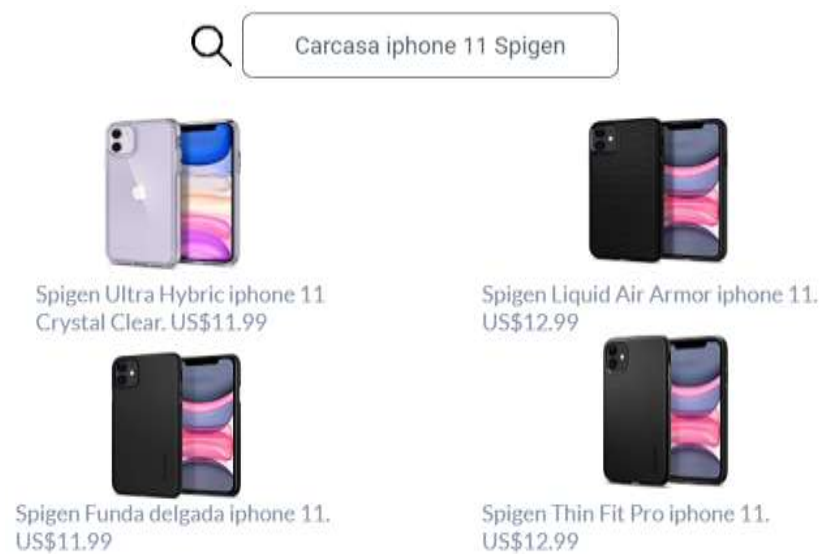 Carcasa iphone 11 Spigen
Spigen Ultra Hybric iphone 11
Crystal Clear. US$11.99
Spigen Liquid Air Armor iphone 11.
US$12.99
Spigen Funda delgada iphone 11.
US$11.99
Spigen Thin Fit Pro iphone 11.
US$12.99